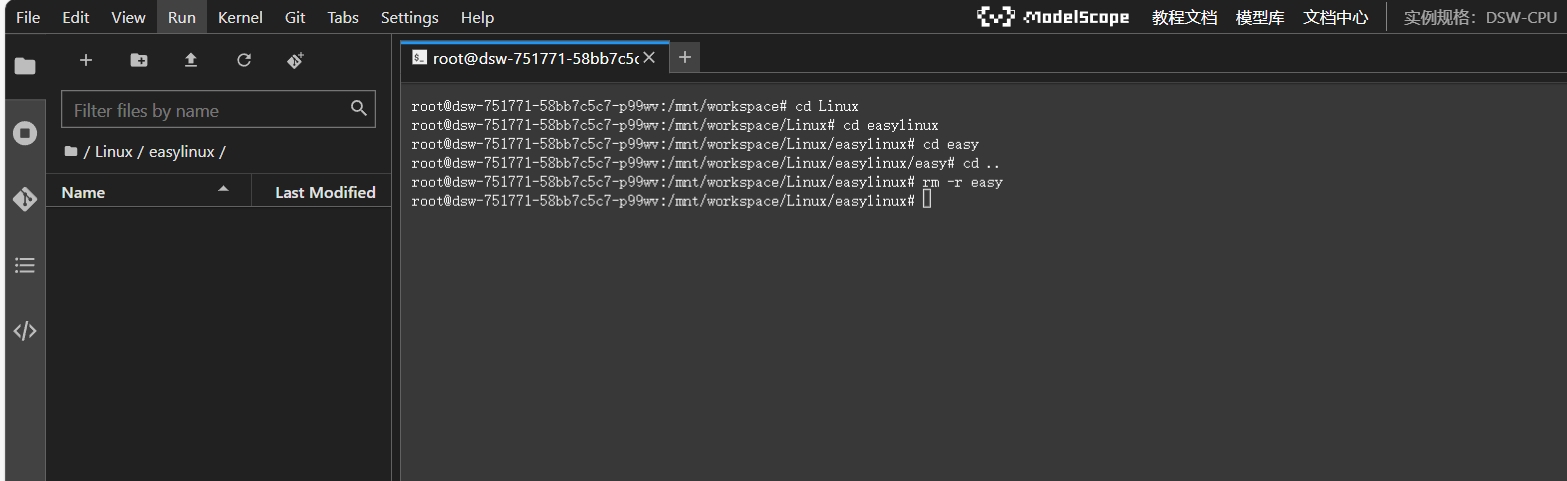 File Edit View Run Kernel Git Tabs Settings Help
ModelScope 教程文档 模型库 文档中心 实例规格：DSW-CPU
Filter files by name
/ Linux / easylinux /
Name Last Modified
root@dsw-751771-58bb7c5c
root@dsw-751771-58bb7c5c7-p99wv:/mnt/workspace# cd Linux
root@dsw-751771-58bb7c5c7-p99wv:/mnt/workspace/Linux# cd easylinux
root@dsw-751771-58bb7c5c7-p99wv:/mnt/workspace/Linux/easylinux# cd easy
root@dsw-751771-58bb7c5c7-p99wv:/mnt/workspace/Linux/easylinux/easy# cd ..
root@dsw-751771-58bb7c5c7-p99wv:/mnt/workspace/Linux/easylinux# rm -r easy
root@dsw-751771-58bb7c5c7-p99wv:/mnt/workspace/Linux/easylinux#